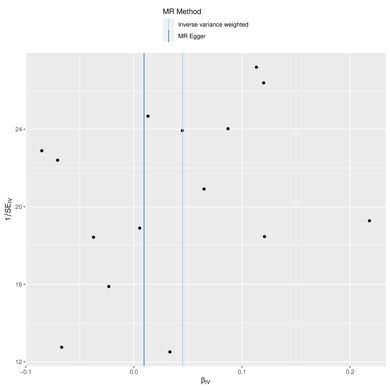 MR Method
Inverse variance weighted
MR Egger
24
20
16
12
1/SE_IV
−0.1
0.0
0.1
0.2
β_IV